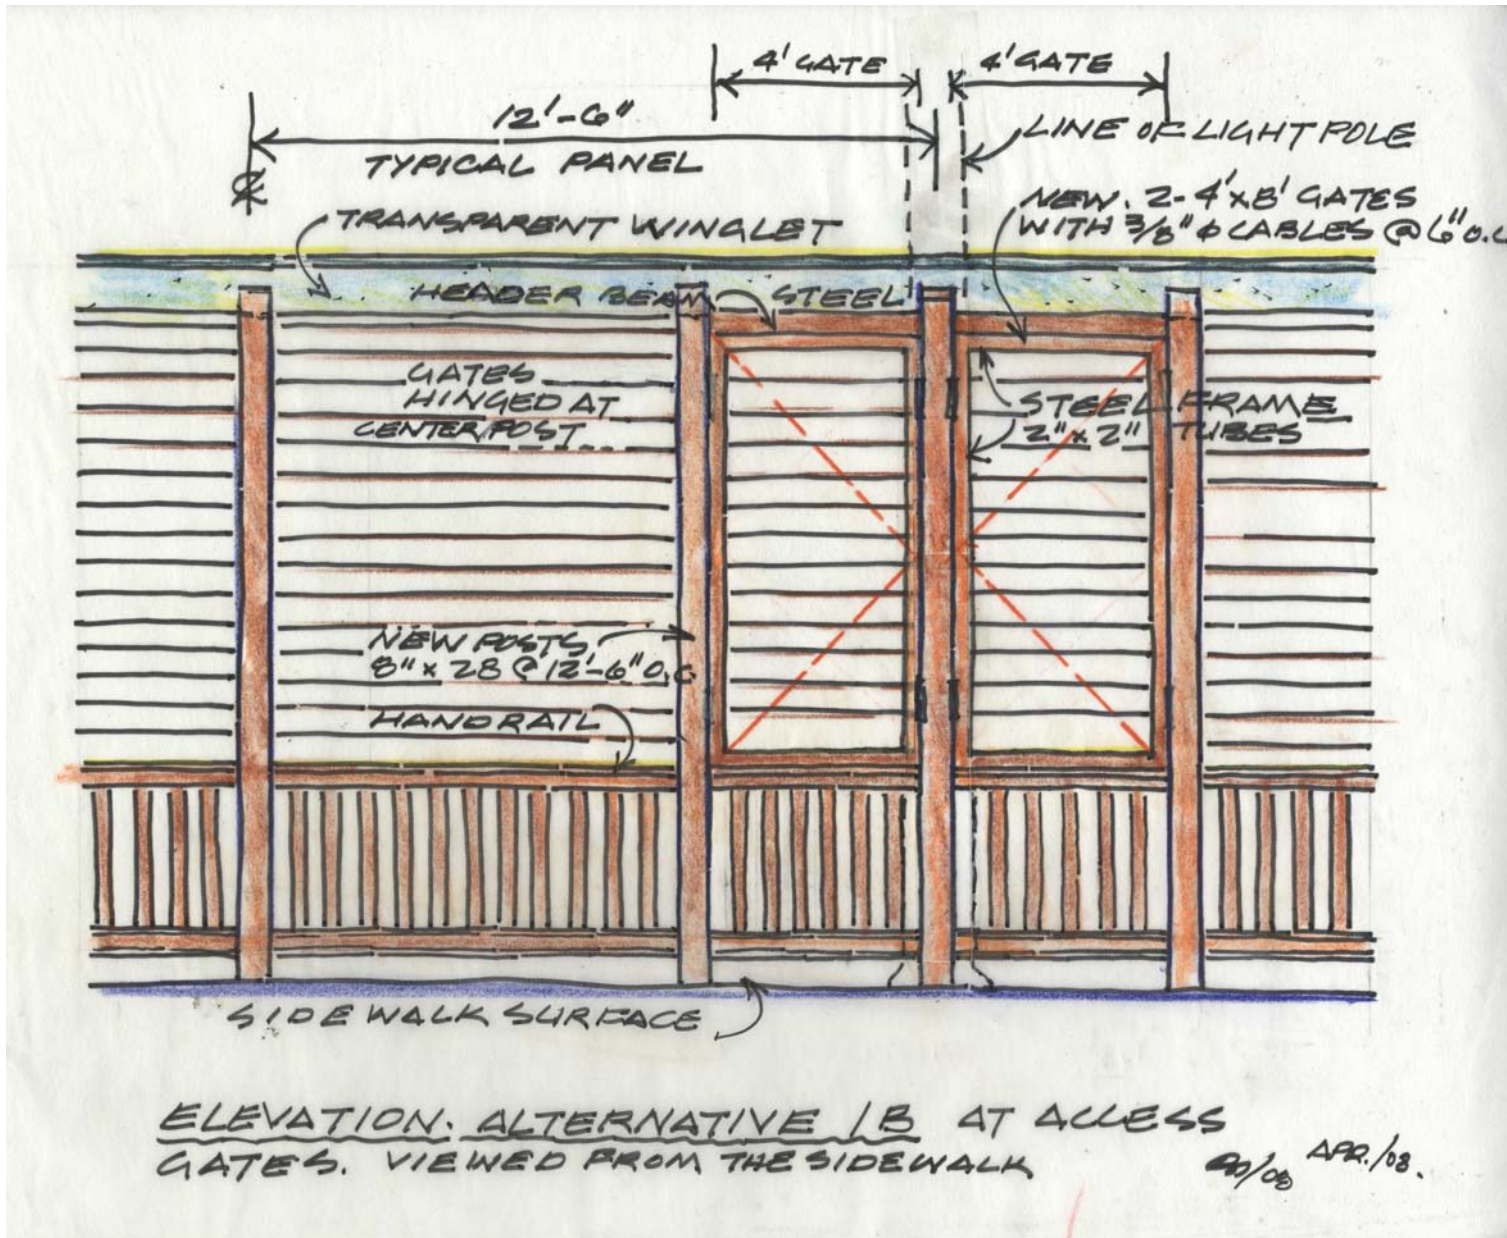 4' GATE
4' GATE
12'-6"
TYPICAL PANEL
LINE OF LIGHT POLE
NEW. 2-4'x8' GATES
WITH 3/8" ϕ CABLES @ 6" O.C
TRANSPARENT WINGLET
HEADER BEAM STEEL
GATES
HINGED AT
CENTER POST
STEEL FRAME
2"x2" TUBES
NEW POSTS
8" x 28 @ 12'-6" O.C
HANDRAIL
SIDEWALK SURFACE
ELEVATION. ALTERNATIVE 1B AT ACCESS
GATES. VIEWED FROM THE SIDEWALK
APR./08.